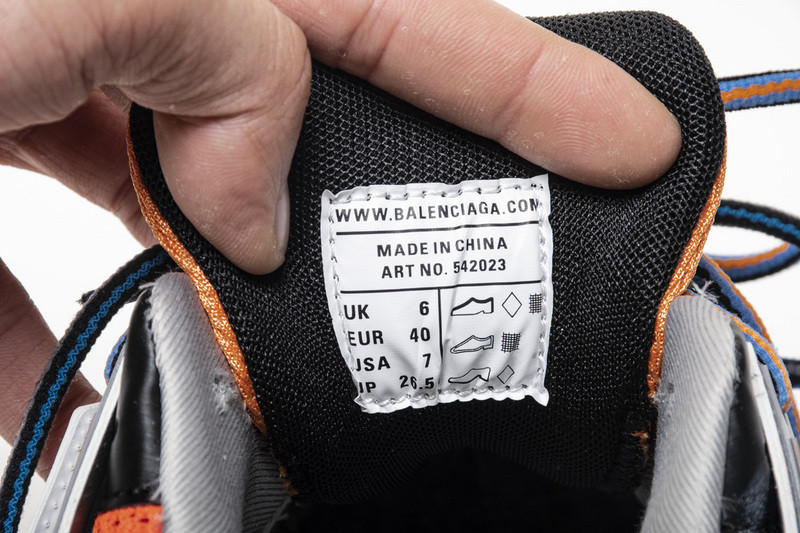 WWW.BALENCIAGA.COM
MADE IN CHINA
ART NO. 542023
UK 6
EUR 40
USA 7
JP 26.5